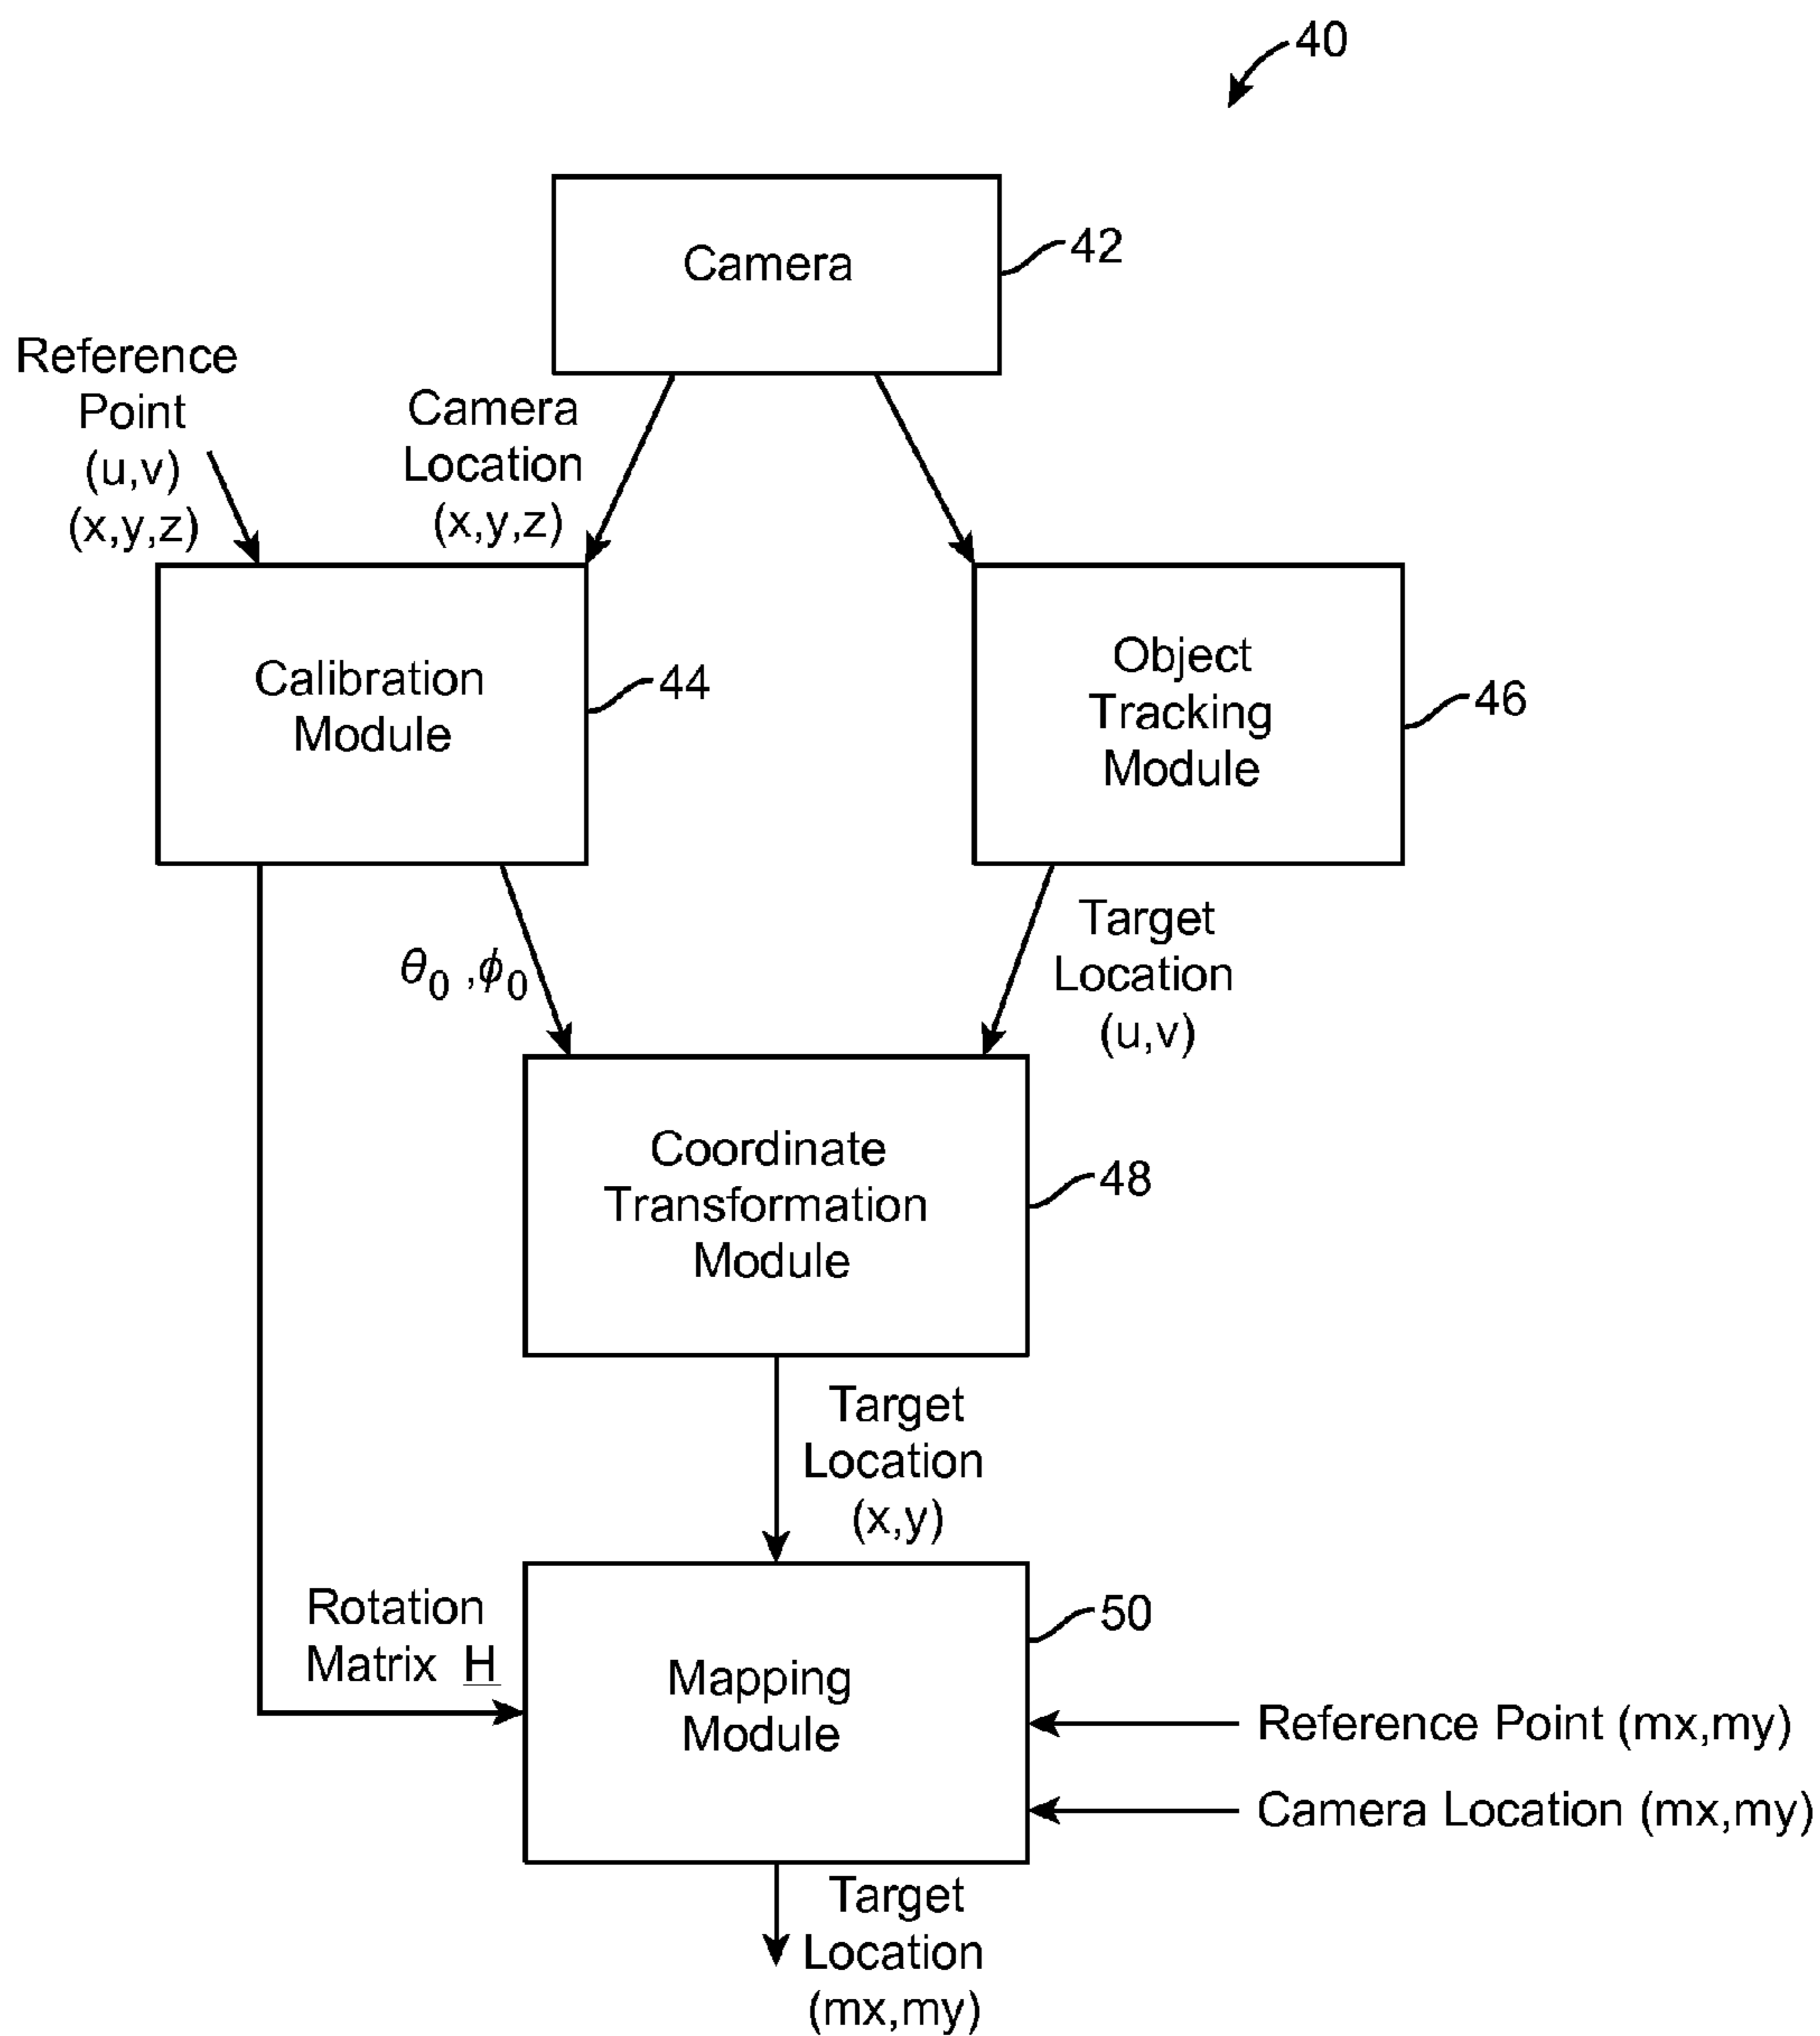 40
Camera
42
Reference
Point
(u,v)
(x,y,z)
Camera
Location
(x,y,z)
Calibration
Module
44
Object
Tracking
Module
46
θ0 ,ϕ0
Target
Location
(u,v)
Coordinate
Transformation
Module
48
Target
Location
(x,y)
Rotation
Matrix H
Mapping
Module
50
Reference Point (mx,my)
Camera Location (mx,my)
Target
Location
(mx,my)